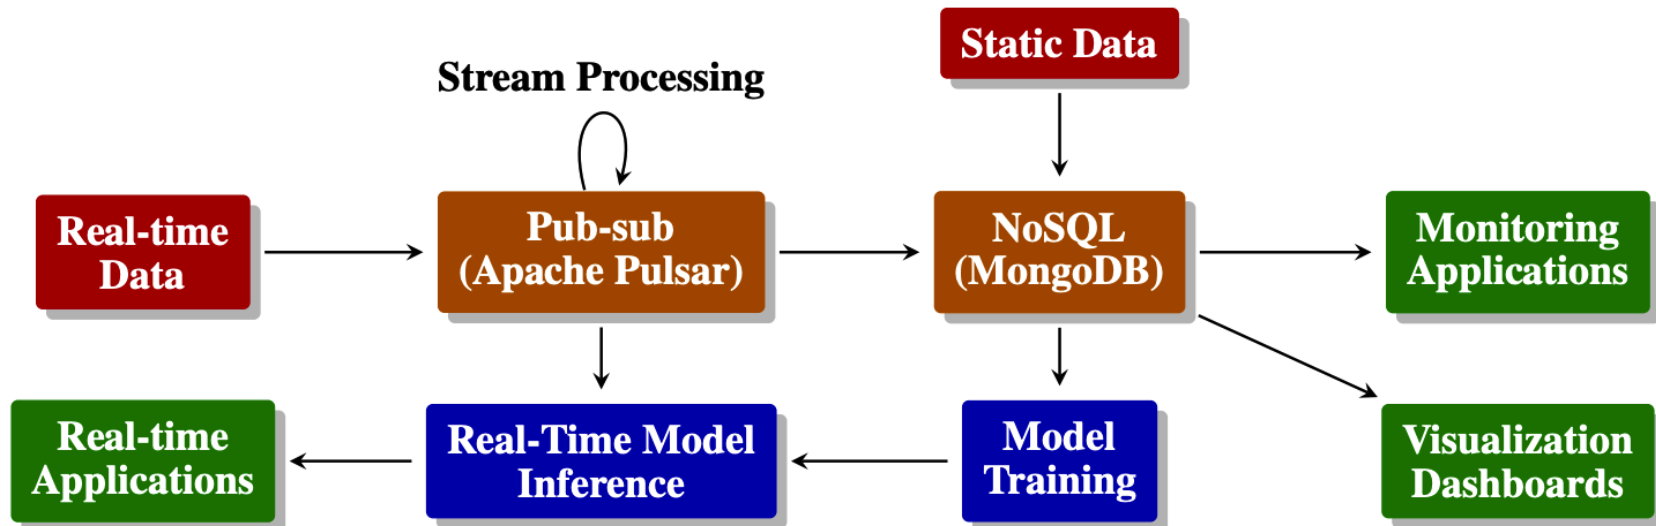 Static Data
Stream Processing
Real-time
Data
Pub-sub
(Apache Pulsar)
NoSQL
(MongoDB)
Monitoring
Applications
Real-time
Applications
Real-Time Model
Inference
Model
Training
Visualization
Dashboards